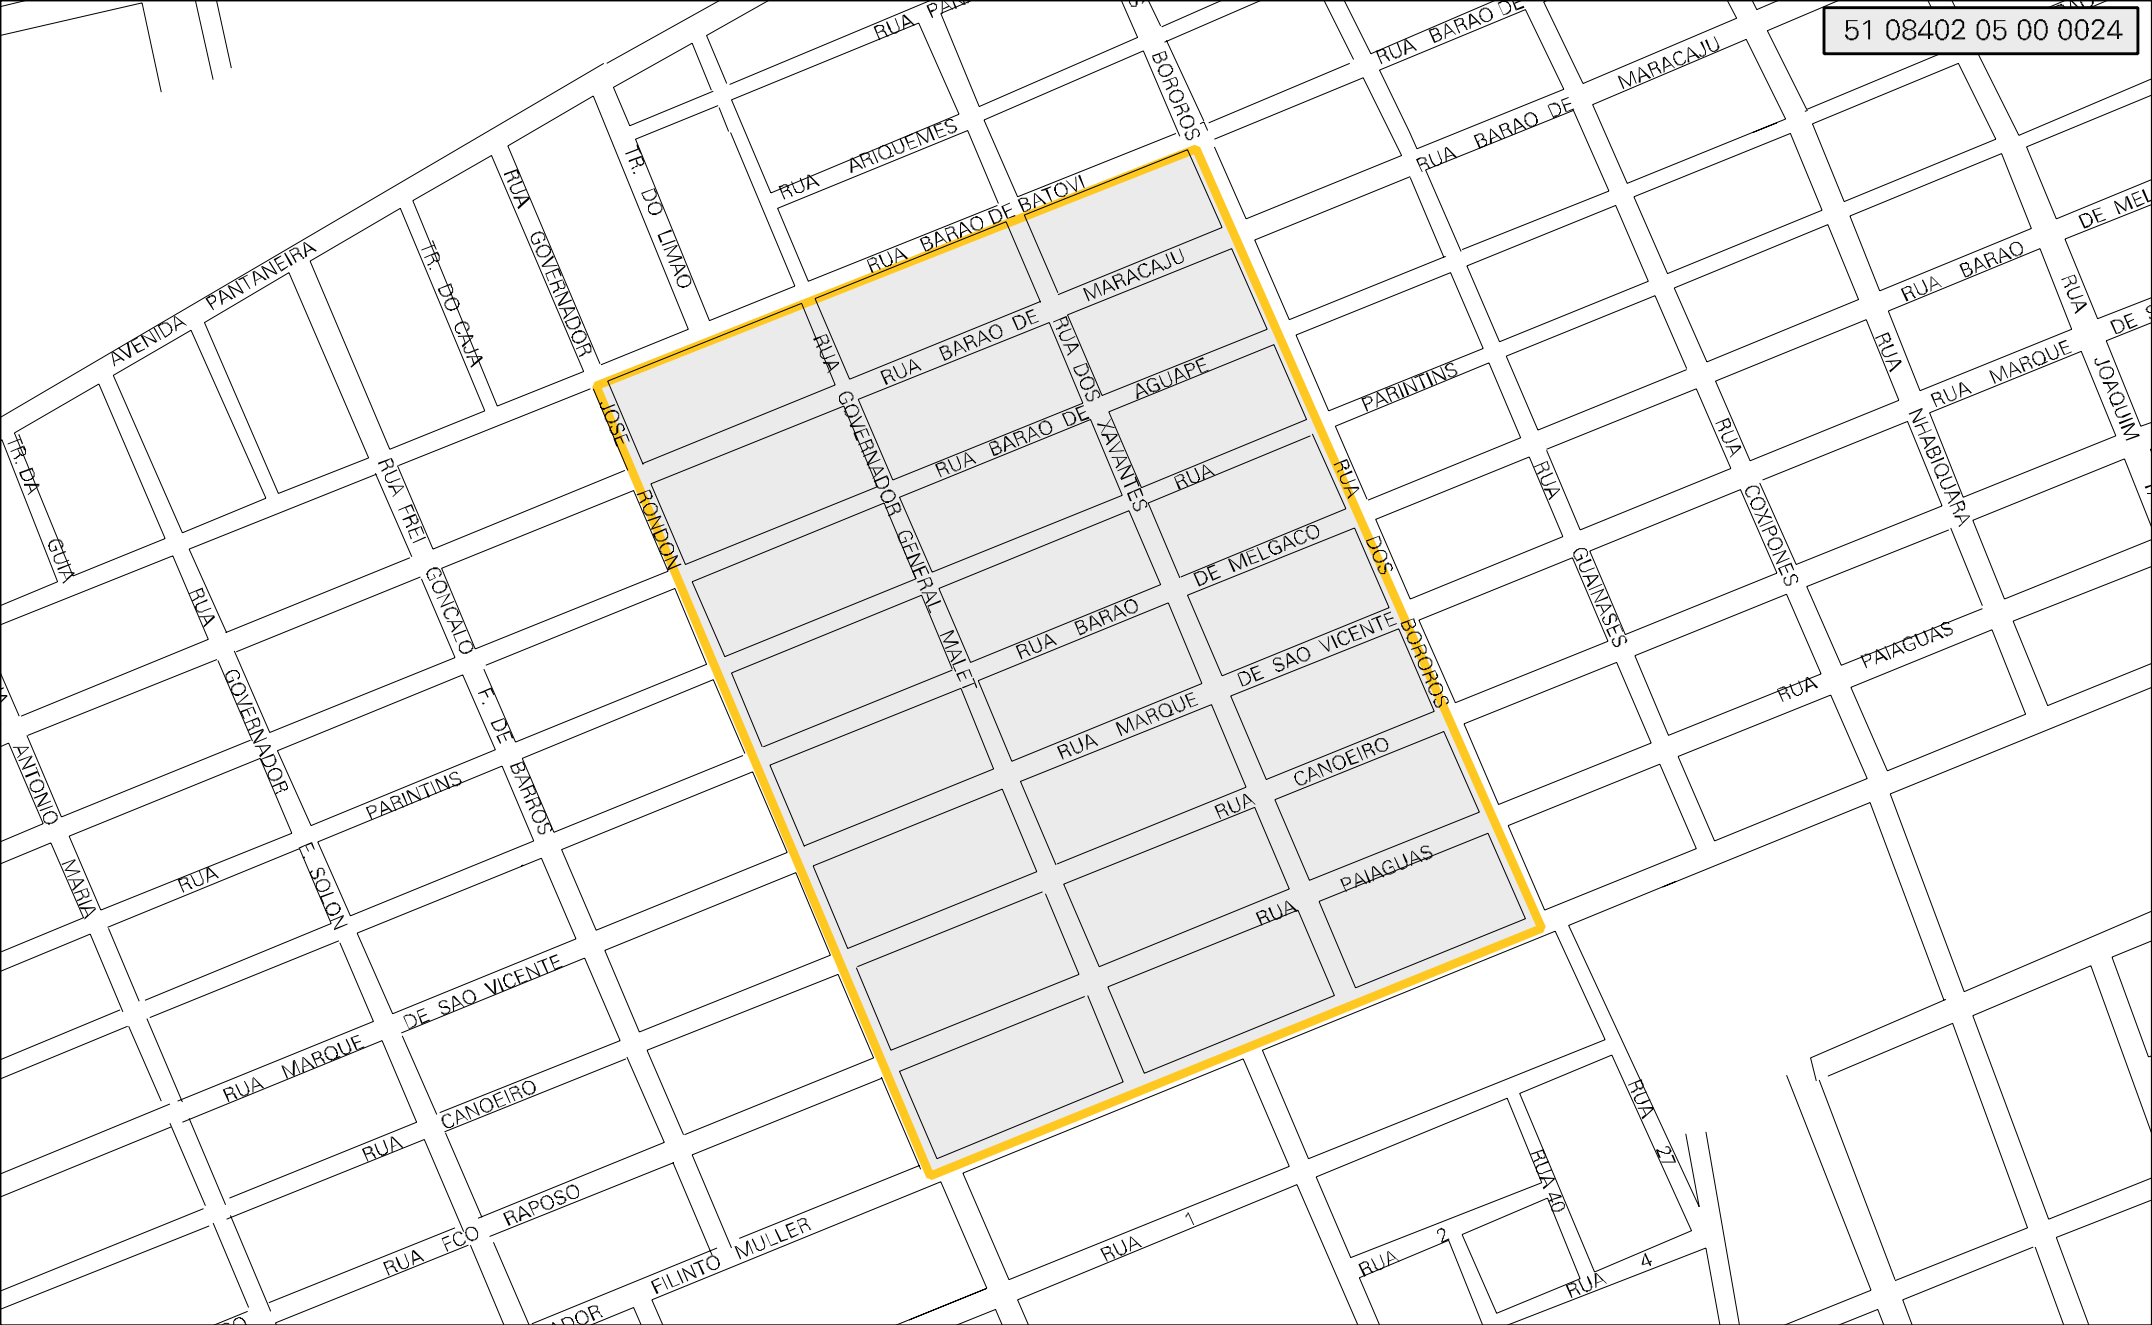 51 08402 05 00 0024
RUA
BOROROS
RUA BARAO DE
MARACAJU
RUA BARAO DE
RUA ARIQUEMES
TR. DO LIMAO
RUA GOVERNADOR
TR. DO CAJA
AVENIDA PANTANEIRA
RUA BARAO DE BATOVI
DE MEL
RUA BARAO
RUA
DE S
RUA MARQUE
JOAQUIM
RUA BARAO DE MARACAJU
RUA GOVERNADOR GENERAL MALET
RUA DOS XAVANTES
RUA BARAO DE AGUAPE
RUA PARINTINS
JOSE RONDON
TR. DA GUIA
RUA FREI GONCALO F. DE BARROS
RUA DOS BOROROS
RUA GUAINASES
RUA COXIPONES
RUA NHABIQUARA
RUA BARAO DE MELGACO
RUA GOVERNADOR E. SOLON
RUA MARQUE DE SAO VICENTE
RUA PAIAGUAS
ANTONIO MARIA
RUA PARINTINS
RUA CANOEIRO
RUA PAIAGUAS
RUA MARQUE DE SAO VICENTE
RUA CANOEIRO
RUA FCO RAPOSO
FILINTO MULLER
ADOR
RUA 1
RUA 2
RUA 40
RUA 27
RUA 4